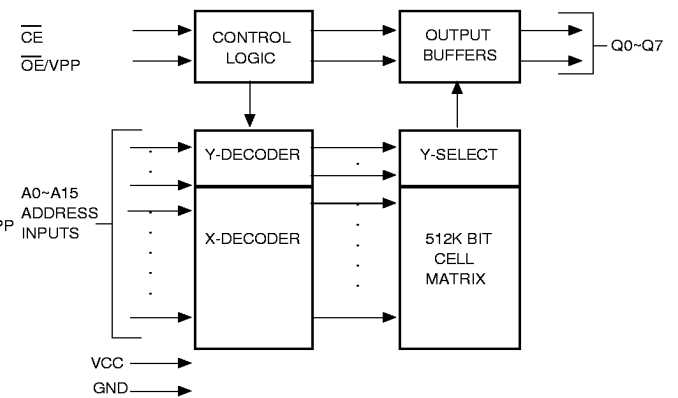 CE
OE/VPP
CONTROL
LOGIC
OUTPUT
BUFFERS
Q0~Q7
Y-DECODER
Y-SELECT
PP
A0~A15
ADDRESS
INPUTS
X-DECODER
512K BIT
CELL
MATRIX
VCC
GND